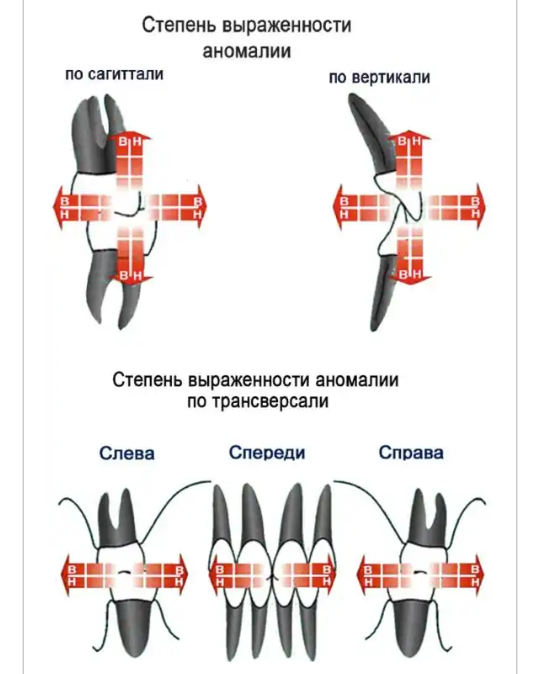 Степень выраженности
аномалии
по сагиттали
по вертикали
В Н
В Н
В
Н
В
Н
В
Н
В
Н
В Н
В Н
Степень выраженности аномалии
по трансверсали
Слева
Спереди
Справа
В
Н
В
Н
В
Н
В
Н
В
Н
В
Н